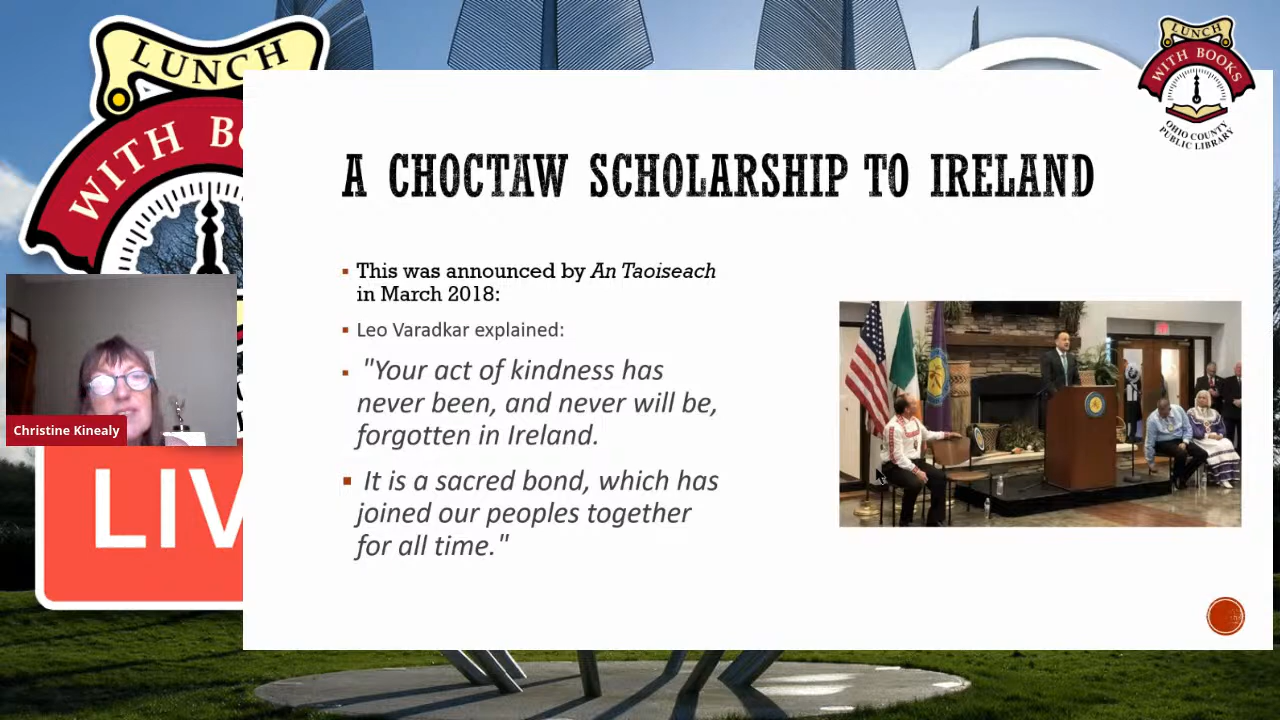 LUNCH
WITH BO
LIV
LUNCH
WITH BOOKS
OHIO COUNTY
PUBLIC LIBRARY
A CHOCTAW SCHOLARSHIP TO IRELAND
▪ This was announced by An Taoiseach
in March 2018:
▪ Leo Varadkar explained:
▪ "Your act of kindness has
never been, and never will be,
forgotten in Ireland.
▪ It is a sacred bond, which has
joined our peoples together
for all time."
Christine Kinealy